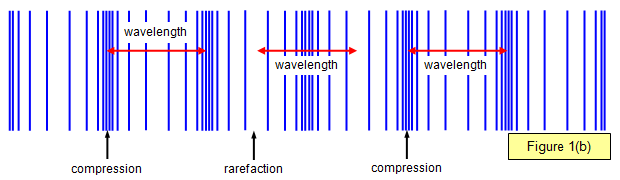 wavelength
wavelength
wavelength
Figure 1(b)
compression
rarefaction
compression